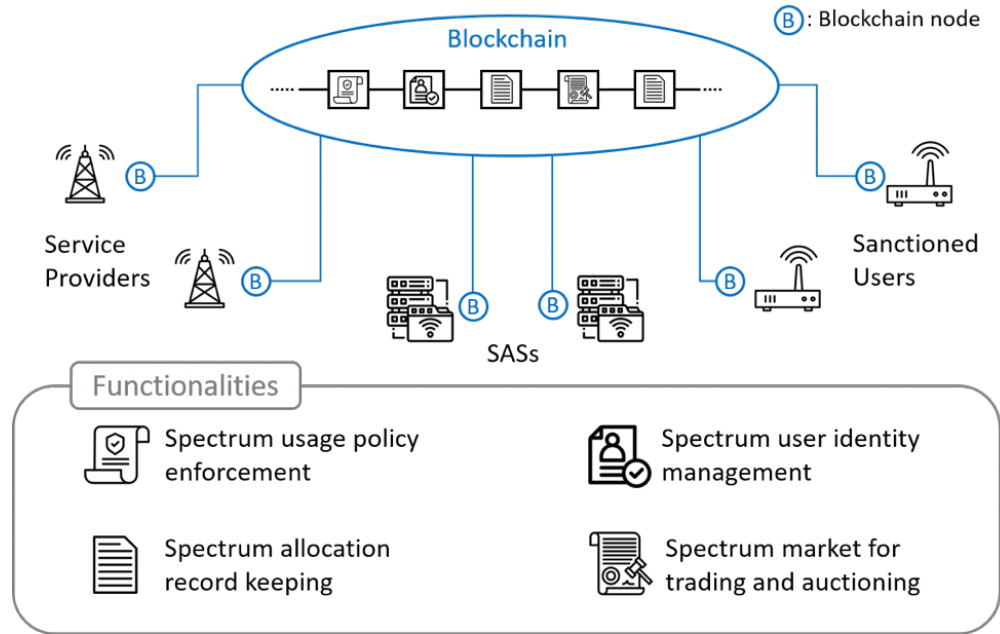 B : Blockchain node
Blockchain
B
B
Service
Providers
Sanctioned
Users
B
B
B
B
SASs
Functionalities
Spectrum usage policy
enforcement
Spectrum user identity
management
Spectrum allocation
record keeping
Spectrum market for
trading and auctioning